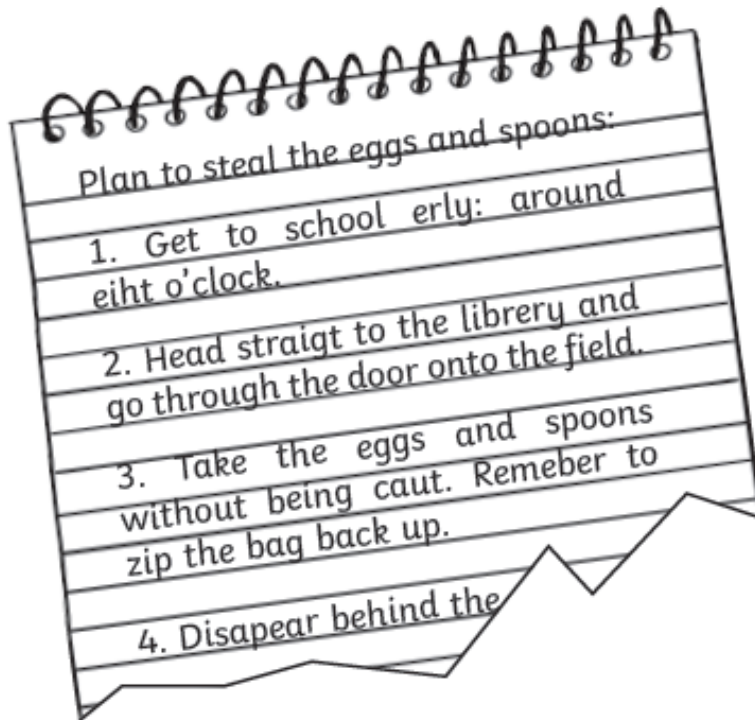 Plan to steal the eggs and spoons:
1. Get to school erly: around
eiht o'clock.
2. Head straigt to the librery and
go through the door onto the field.
3. Take the eggs and spoons
without being caut. Remeber to
zip the bag back up.
4. Disapear behind the